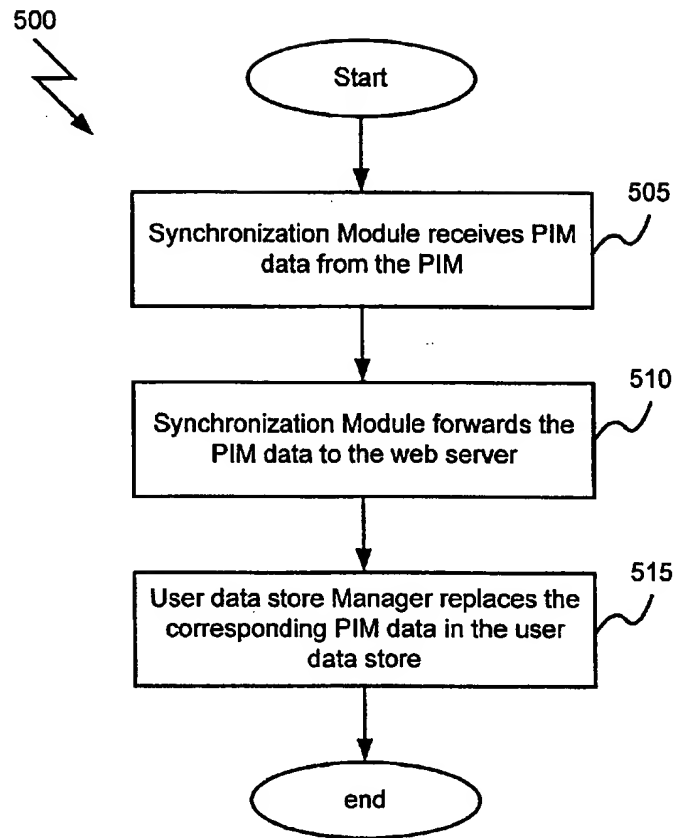 500
Start
505
Synchronization Module receives PIM
data from the PIM
510
Synchronization Module forwards the
PIM data to the web server
515
User data store Manager replaces the
corresponding PIM data in the user
data store
end